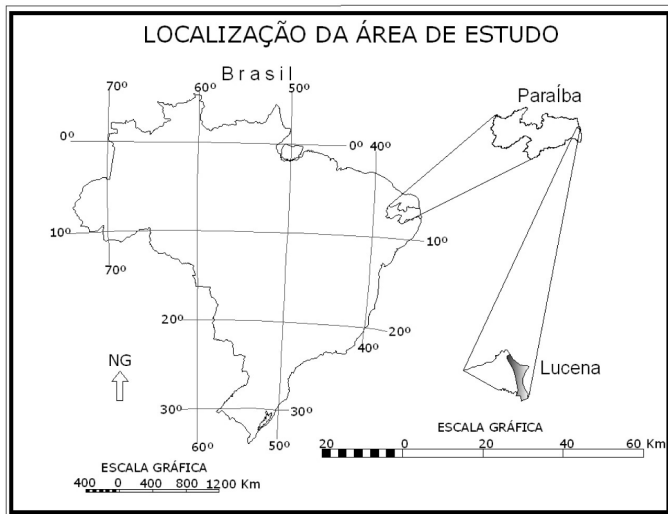 LOCALIZAÇÃO DA ÁREA DE ESTUDO
Brasil
Paraíba
70º 60º 50º
0º 0º 40º
10º 10º
70º
20º 20º
40º
NG
Lucena
30º 30º
60º 50º
ESCALA GRÁFICA
20 0 20 40 60 Km
ESCALA GRÁFICA
400 0 400 800 1200 Km